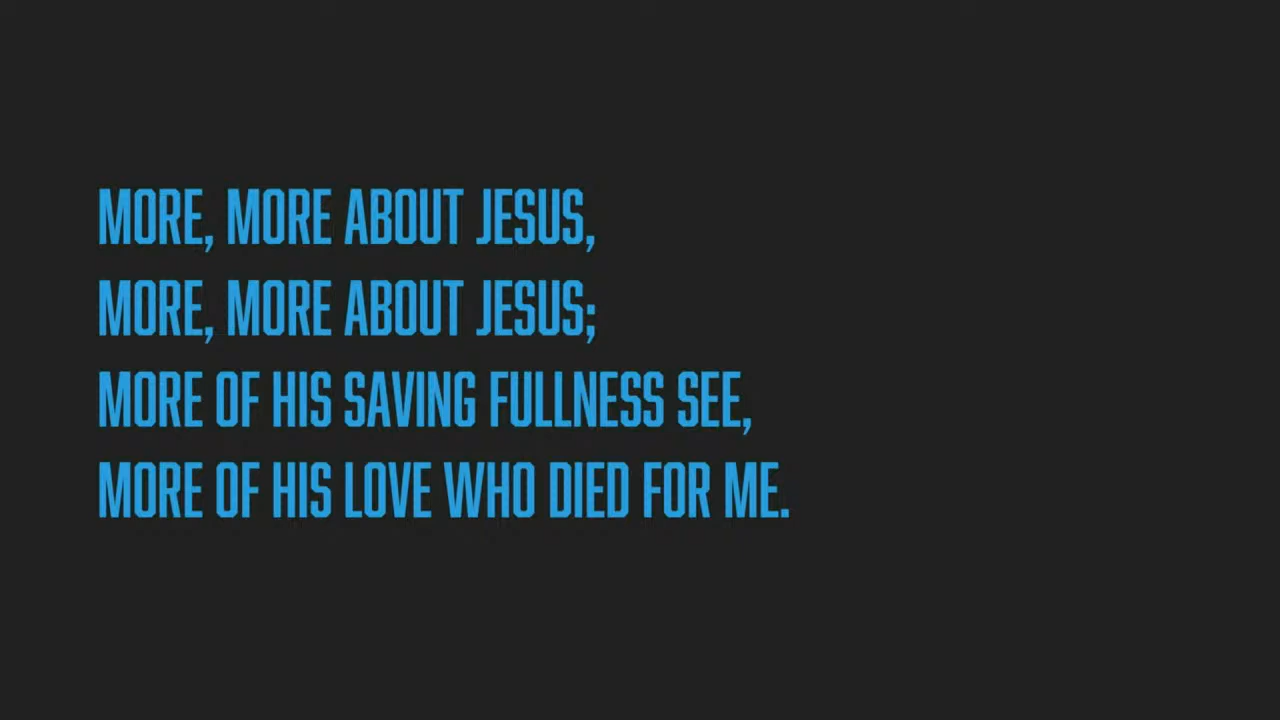 MORE, MORE ABOUT JESUS,
MORE, MORE ABOUT JESUS;
MORE OF HIS SAVING FULLNESS SEE,
MORE OF HIS LOVE WHO DIED FOR ME.